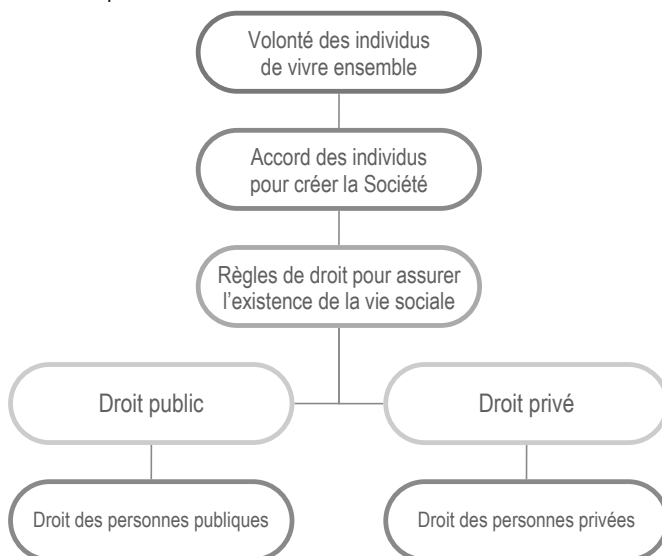 Volonté des individus
de vivre ensemble
Accord des individus
pour créer la Société
Règles de droit pour assurer
l’existence de la vie sociale
Droit public
Droit privé
Droit des personnes publiques
Droit des personnes privées